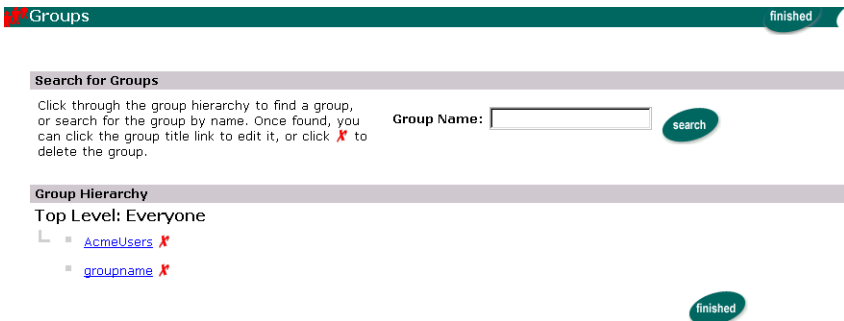 Groups
finished
Search for Groups
Click through the group hierarchy to find a group,
or search for the group by name. Once found, you
can click the group title link to edit it, or click ✗ to
delete the group.
Group Name:
search
Group Hierarchy
Top Level: Everyone
AcmeUsers ✗
groupname ✗
finished